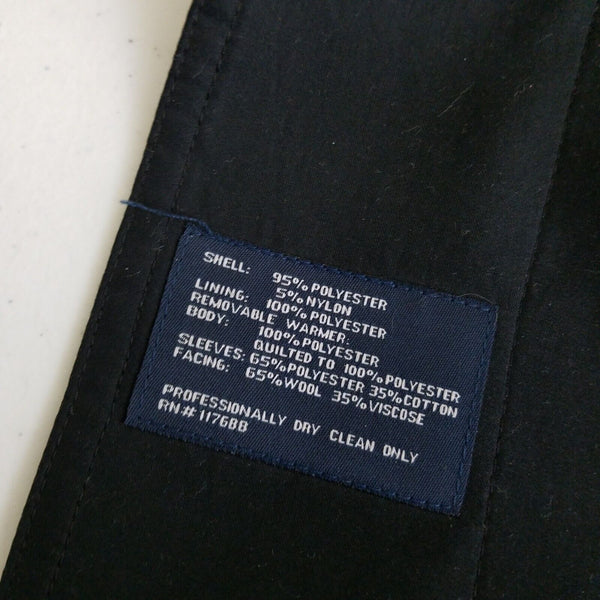 SHELL: 95% POLYESTER
5% NYLON
LINING: 100% POLYESTER
REMOVABLE WARMER:
BODY: 100% POLYESTER
QUILTED TO 100% POLYESTER
SLEEVES: 65% POLYESTER 35% COTTON
FACING: 65% WOOL 35% VISCOSE
PROFESSIONALLY DRY CLEAN ONLY
RN# 117688